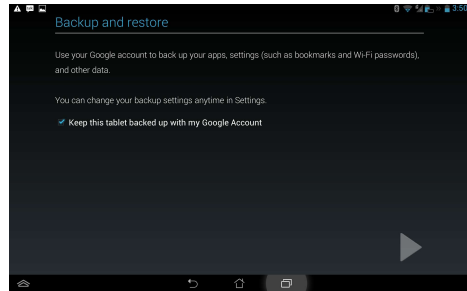 3:50
Backup and restore
Use your Google account to back up your apps, settings (such as bookmarks and Wi-Fi passwords),
and other data.
You can change your backup settings anytime in Settings.
Keep this tablet backed up with my Google Account